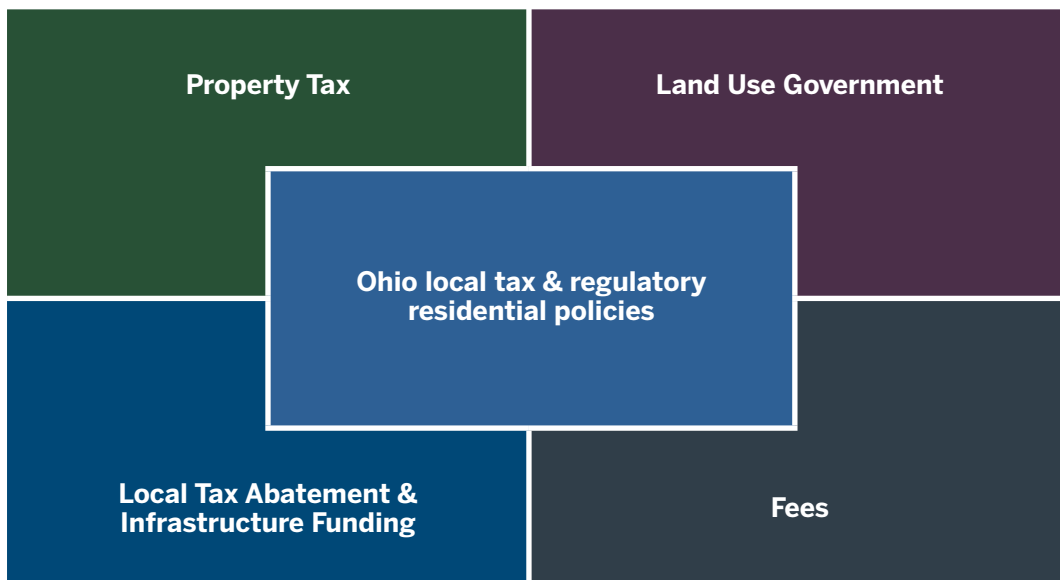 Property Tax
Land Use Government
Ohio local tax & regulatory
residential policies
Local Tax Abatement &
Infrastructure Funding
Fees